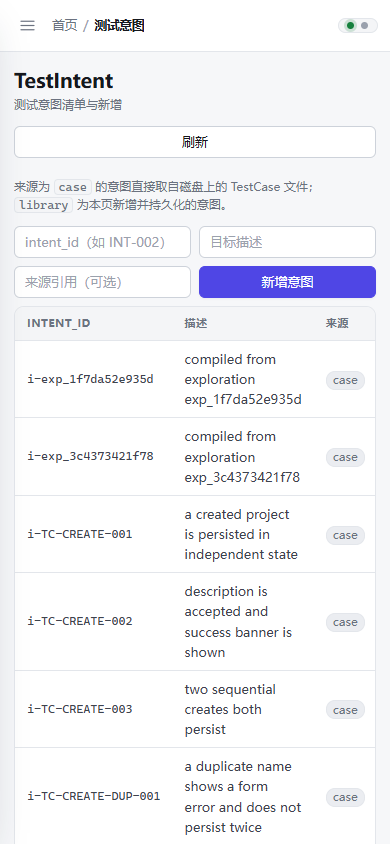 首页 / 测试意图
TestIntent
测试意图清单与新增
刷新
来源为 case 的意图直接取自磁盘上的 TestCase 文件；
library 为本页新增并持久化的意图。
intent_id（如 INT-002） 目标描述
来源引用（可选） 新增意图
INTENT_ID 描述 来源
i-exp_1f7da52e935d compiled from exploration exp_1f7da52e935d case
i-exp_3c4373421f78 compiled from exploration exp_3c4373421f78 case
i-TC-CREATE-001 a created project is persisted in independent state case
i-TC-CREATE-002 description is accepted and success banner is shown case
i-TC-CREATE-003 two sequential creates both persist case
i-TC-CREATE-DUP-001 a duplicate name shows a form error and does not persist twice case